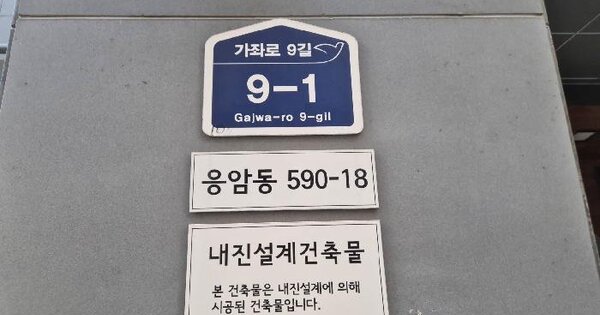 가좌로 9길
9-1
Gajwa-ro 9-gil
응암동 590-18
내진설계건축물
본 건축물은 내진설계에 의해
시공된 건축물입니다.